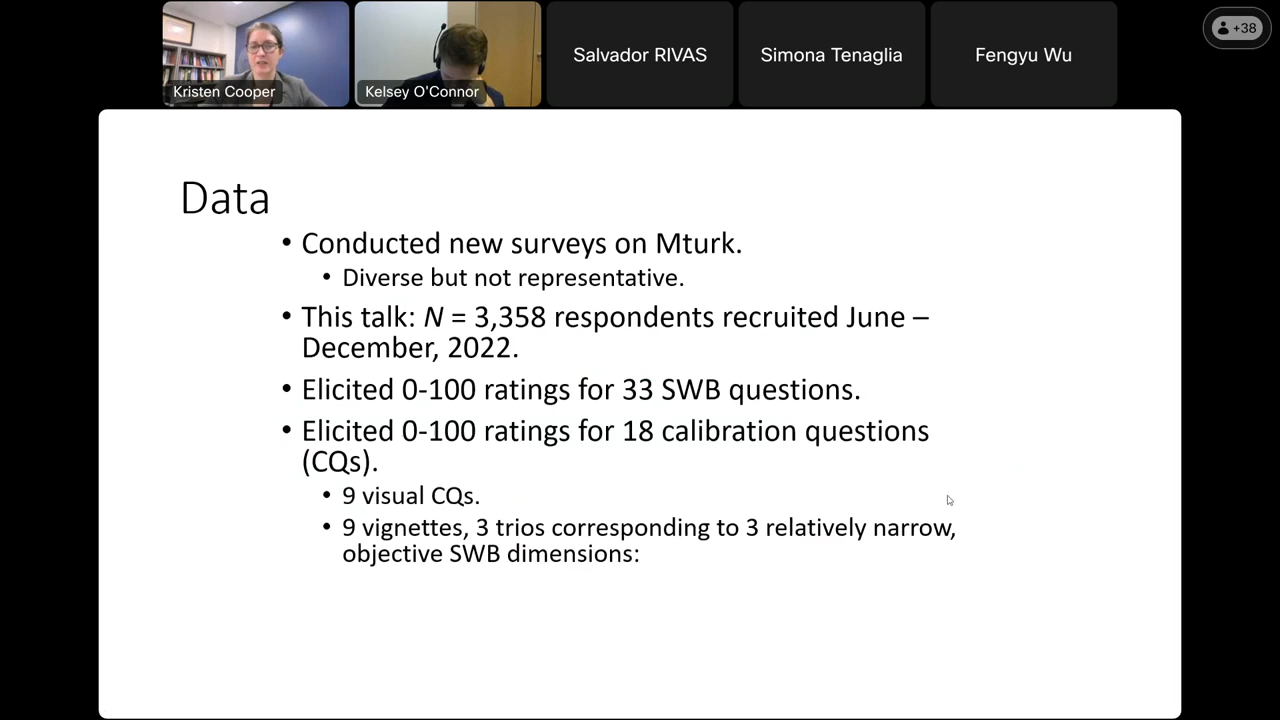 Kristen Cooper
Kelsey O'Connor
Salvador RIVAS
Simona Tenaglia
Fengyu Wu
+38
Data
• Conducted new surveys on Mturk.
• Diverse but not representative.
• This talk: N = 3,358 respondents recruited June –
December, 2022.
• Elicited 0-100 ratings for 33 SWB questions.
• Elicited 0-100 ratings for 18 calibration questions
(CQs).
• 9 visual CQs.
• 9 vignettes, 3 trios corresponding to 3 relatively narrow,
objective SWB dimensions: